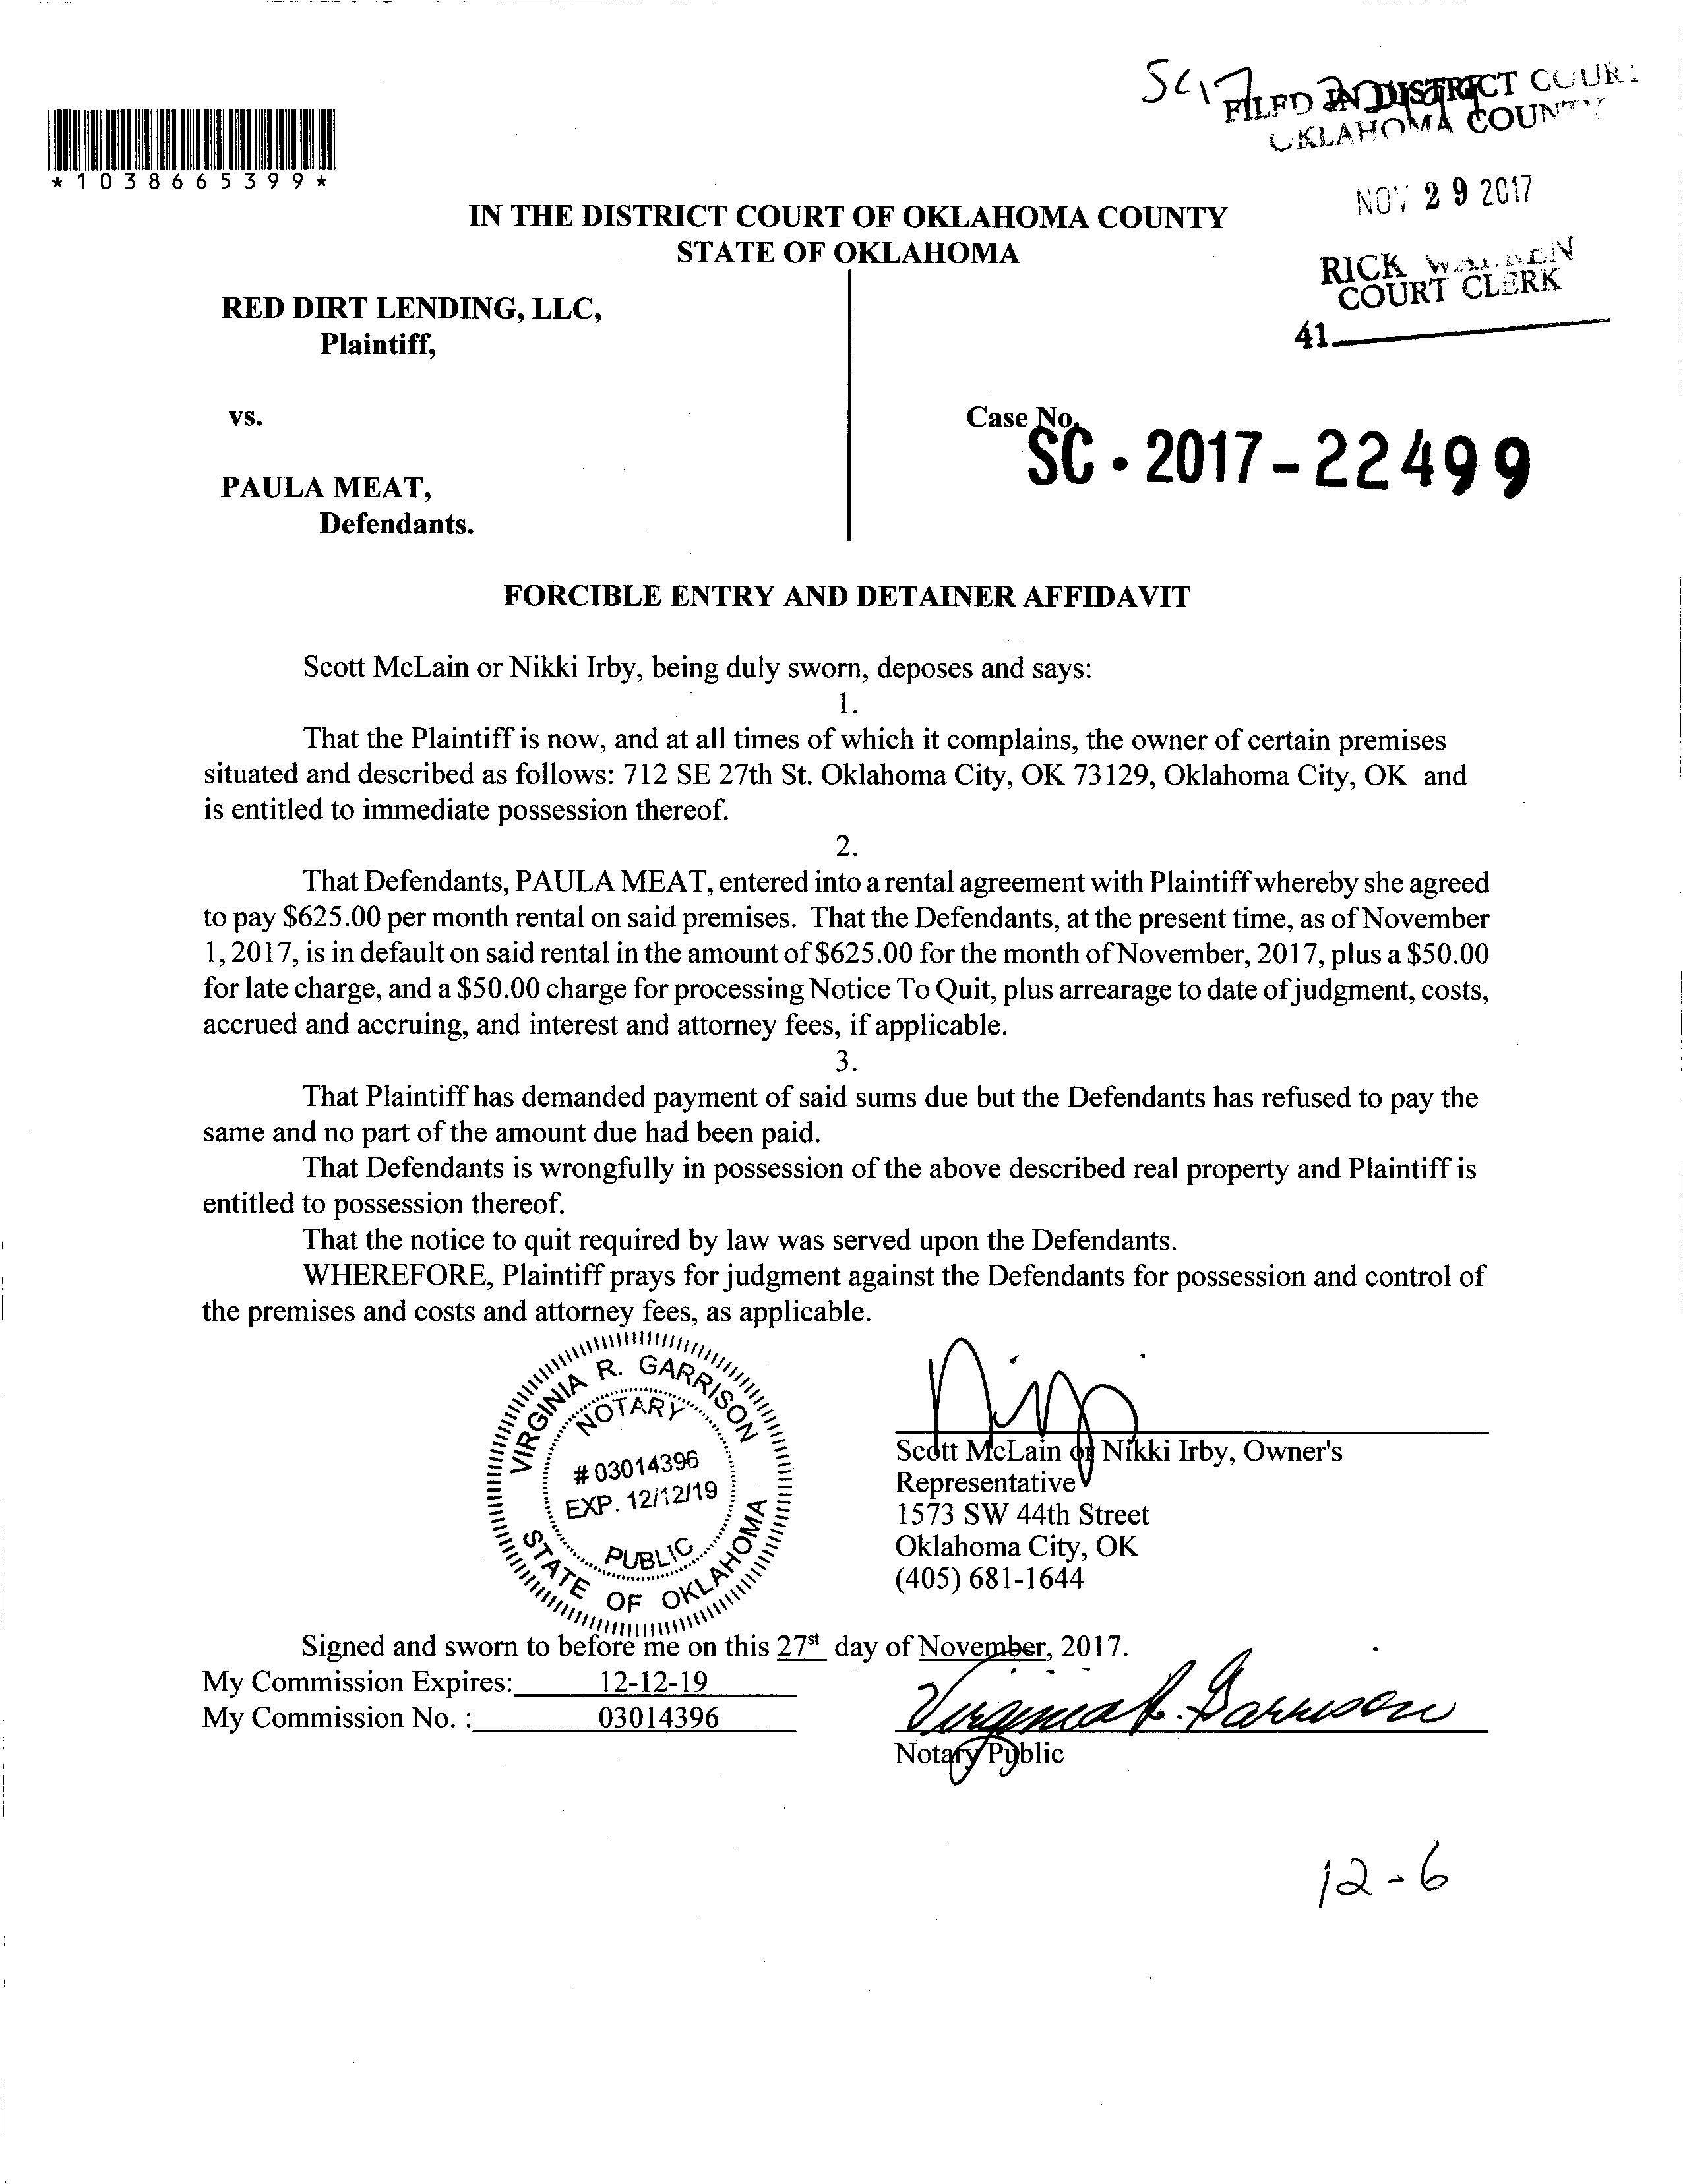 SC17
FILED IN DISTRICT COURT
OKLAHOMA COUNTY
*1038665399*
NOV 29 2017
IN THE DISTRICT COURT OF OKLAHOMA COUNTY
STATE OF OKLAHOMA
RICK WARREN
COURT CLERK
41
RED DIRT LENDING, LLC,
Plaintiff,
vs.
Case No.
SC - 2017 - 22499
PAULA MEAT,
Defendants.
FORCIBLE ENTRY AND DETAINER AFFIDAVIT
Scott McLain or Nikki Irby, being duly sworn, deposes and says:
1.
That the Plaintiff is now, and at all times of which it complains, the owner of certain premises
situated and described as follows: 712 SE 27th St. Oklahoma City, OK 73129, Oklahoma City, OK and
is entitled to immediate possession thereof.
2.
That Defendants, PAULA MEAT, entered into a rental agreement with Plaintiff whereby she agreed
to pay $625.00 per month rental on said premises. That the Defendants, at the present time, as of November
1, 2017, is in default on said rental in the amount of $625.00 for the month of November, 2017, plus a $50.00
for late charge, and a $50.00 charge for processing Notice To Quit, plus arrearage to date of judgment, costs,
accrued and accruing, and interest and attorney fees, if applicable.
3.
That Plaintiff has demanded payment of said sums due but the Defendants has refused to pay the
same and no part of the amount due had been paid.
That Defendants is wrongfully in possession of the above described real property and Plaintiff is
entitled to possession thereof.
That the notice to quit required by law was served upon the Defendants.
WHEREFORE, Plaintiff prays for judgment against the Defendants for possession and control of
the premises and costs and attorney fees, as applicable.
VIRGINIA R. GARRISON
NOTARY
# 03014396
EXP. 12/12/19
PUBLIC
STATE OF OKLAHOMA
Scott McLain or Nikki Irby, Owner's
Representative
1573 SW 44th Street
Oklahoma City, OK
(405) 681-1644
Signed and sworn to before me on this 27st day of November, 2017.
My Commission Expires: 12-12-19
My Commission No. : 03014396
Virginia R. Garrison
Notary Public
12-6